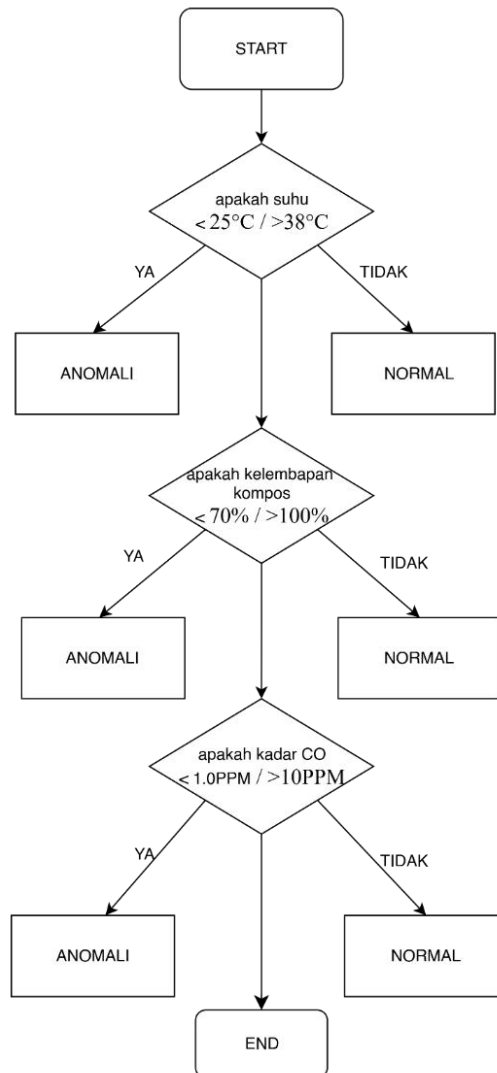 START
apakah suhu
< 25°C / >38°C
YA
TIDAK
ANOMALI
NORMAL
apakah kelembapan
kompos
< 70% / >100%
YA
TIDAK
ANOMALI
NORMAL
apakah kadar CO
< 1.0PPM / >10PPM
YA
TIDAK
ANOMALI
NORMAL
END